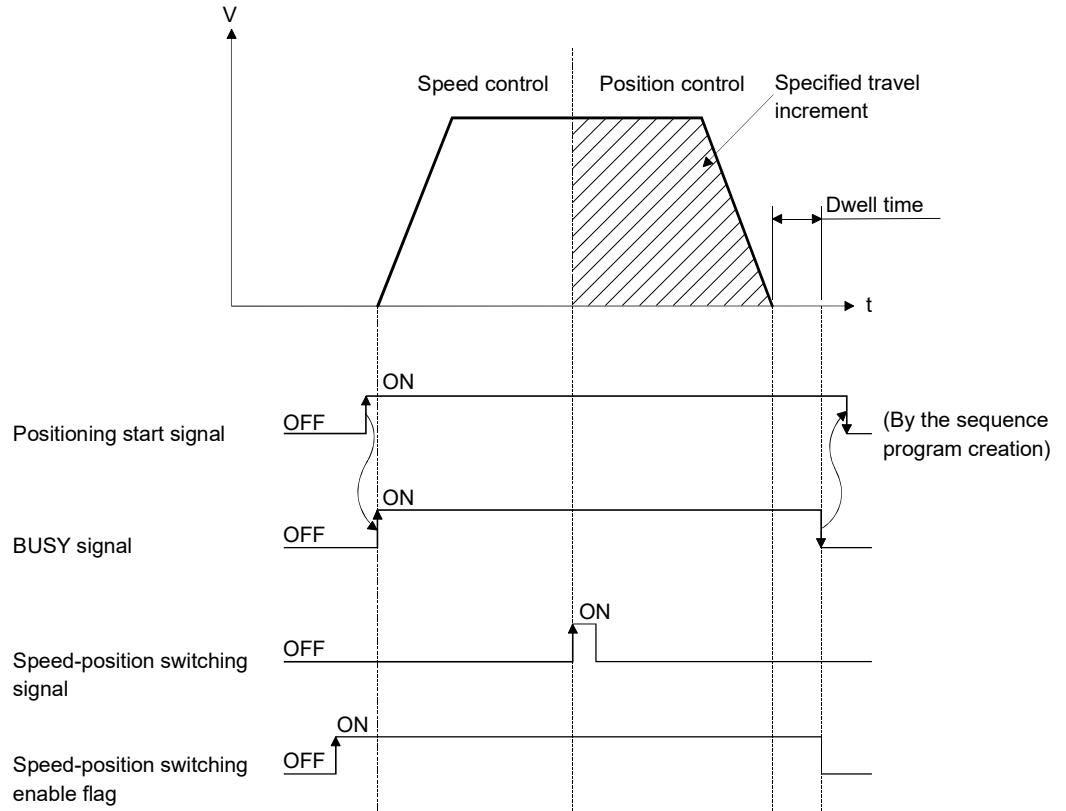 V
Speed control
Position control
Specified travel
increment
Dwell time
t
ON
OFF
Positioning start signal
(By the sequence
program creation)
ON
OFF
BUSY signal
ON
OFF
Speed-position switching
signal
ON
OFF
Speed-position switching
enable flag